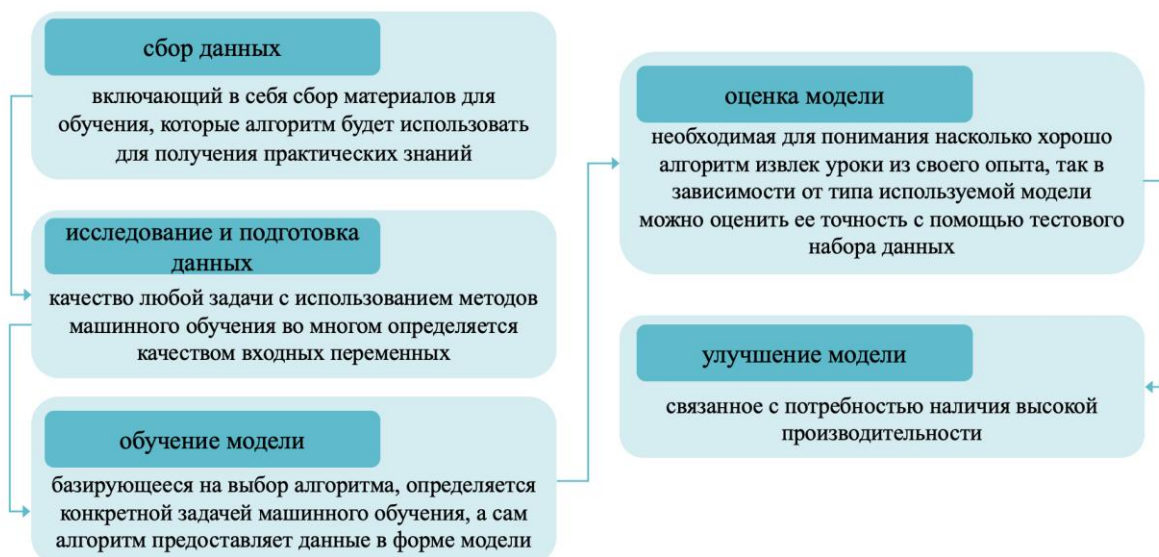 сбор данных
включающий в себя сбор материалов для
обучения, которые алгоритм будет использовать
для получения практических знаний
исследование и подготовка
данных
качество любой задачи с использованием методов
машинного обучения во многом определяется
качеством входных переменных
обучение модели
базирующееся на выбор алгоритма, определяется
конкретной задачей машинного обучения, а сам
алгоритм предоставляет данные в форме модели
оценка модели
необходимая для понимания насколько хорошо
алгоритм извлек уроки из своего опыта, так в
зависимости от типа используемой модели
можно оценить ее точность с помощью тестового
набора данных
улучшение модели
связанное с потребностью наличия высокой
производительности